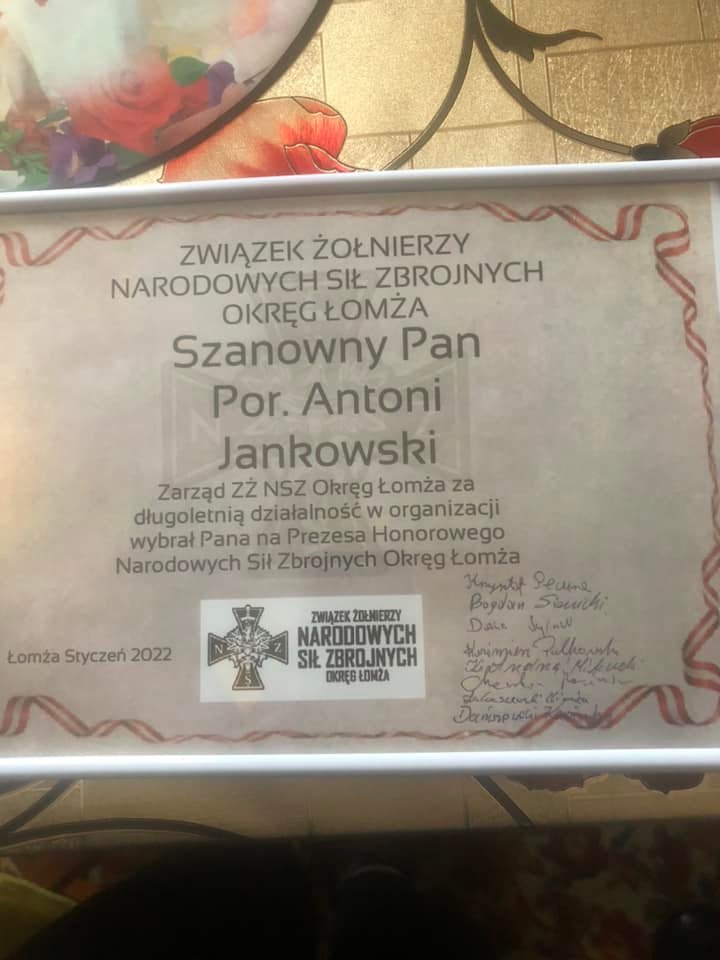 ZWIĄZEK ŻOŁNIERZY
NARODOWYCH SIŁ ZBROJNYCH
OKRĘG ŁOMŻA
Szanowny Pan
Por. Antoni
Jankowski
Zarząd ZŻ NSZ Okręg Łomża za
długoletnią działalność w organizacji
wybrał Pana na Prezesa Honorowego
Narodowych Sił Zbrojnych Okręg Łomża
Krzysztof
Bogdan Sawicki
Łomża Styczeń 2022
N Z
S
ZWIĄZEK ŻOŁNIERZY
NARODOWYCH
SIŁ ZBROJNYCH
OKRĘG ŁOMŻA